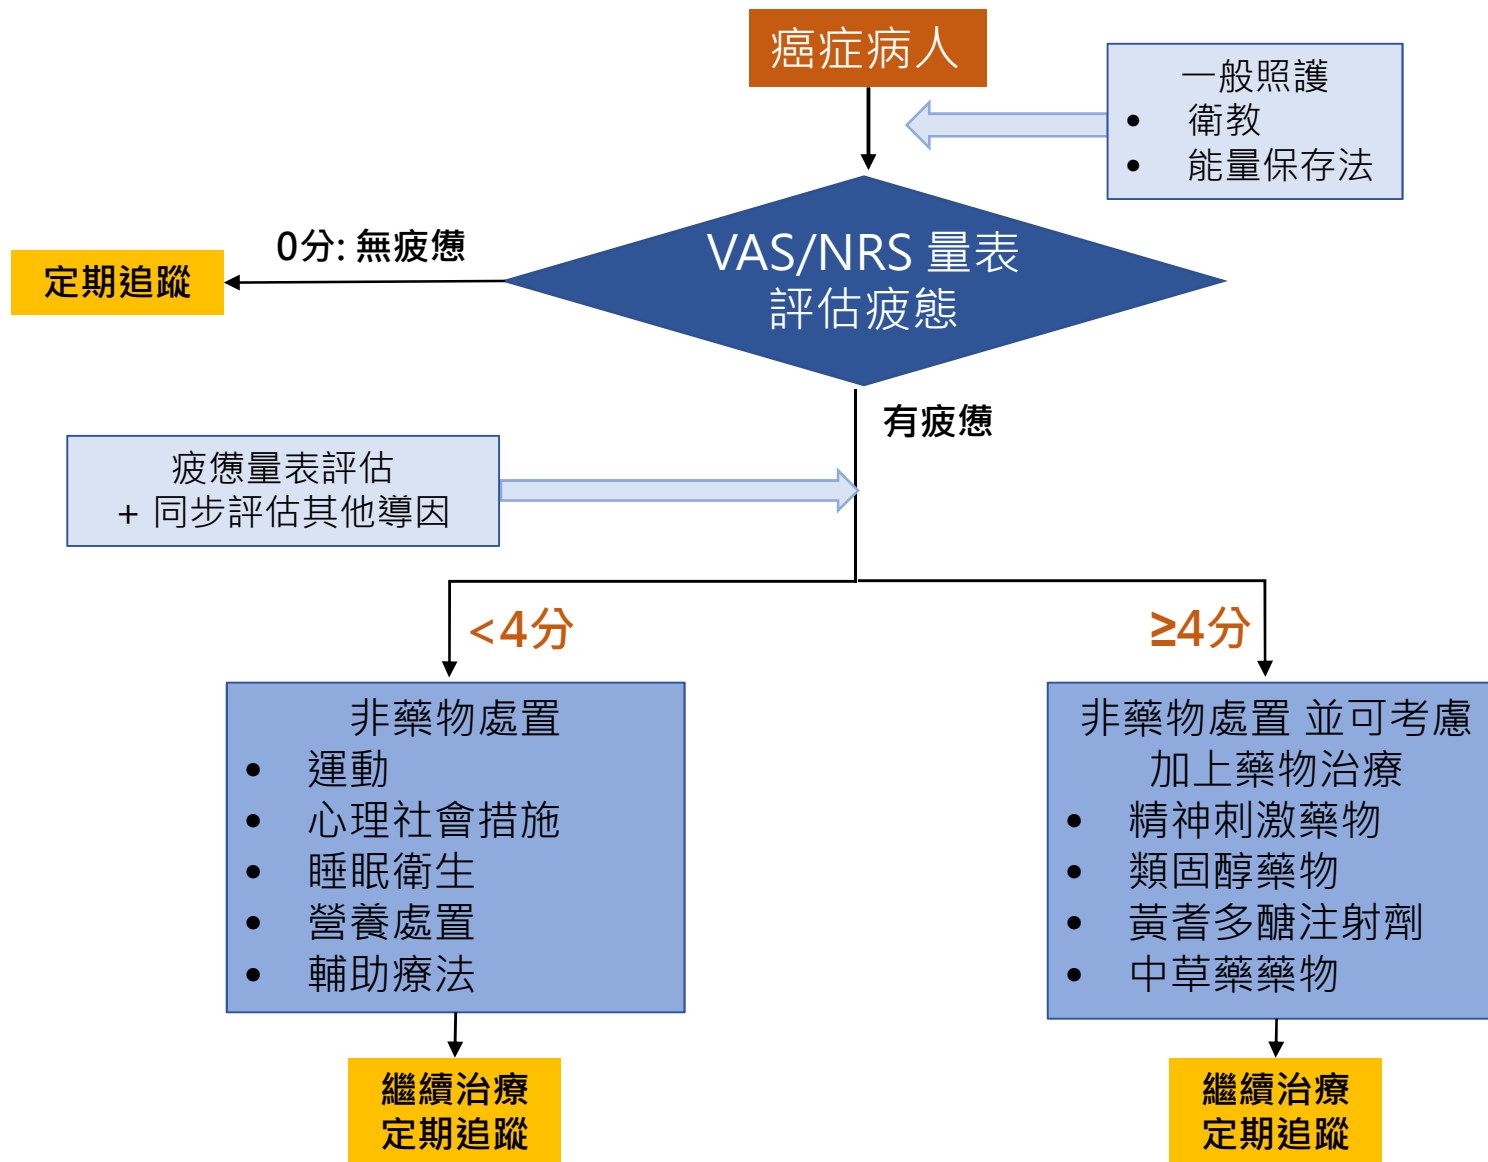 癌症病人
一般照護
• 衛教
• 能量保存法
VAS/NRS 量表
評估疲態
0分: 無疲憊
定期追蹤
有疲憊
疲憊量表評估
+ 同步評估其他導因
<4分
≥4分
非藥物處置
• 運動
• 心理社會措施
• 睡眠衛生
• 營養處置
• 輔助療法
非藥物處置 並可考慮
加上藥物治療
• 精神刺激藥物
• 類固醇藥物
• 黃耆多醣注射劑
• 中草藥藥物
繼續治療
定期追蹤
繼續治療
定期追蹤